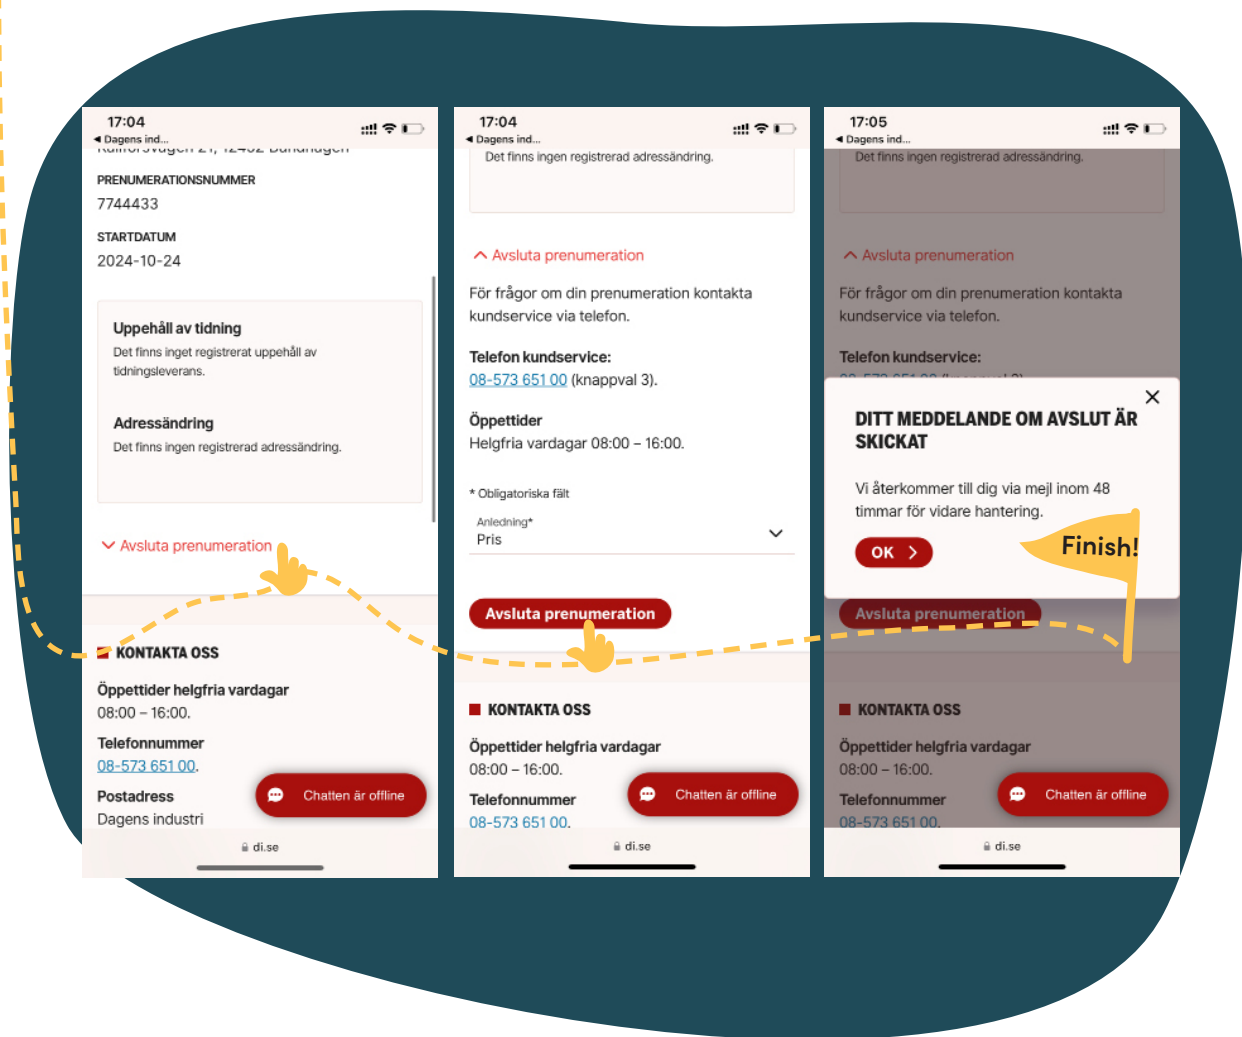 17:04
◀ Dagens ind...
PRENUMERATIONSNUMMER
7744433
STARTDATUM
2024-10-24
Uppehåll av tidning
Det finns inget registrerat uppehåll av
tidningsleverans.
Adressändring
Det finns ingen registrerad adressändring.
Avsluta prenumeration
KONTAKTA OSS
Öppettider helgfria vardagar
08:00 – 16:00.
Telefonnummer
08-573 651 00.
Postadress
Dagens industri
Chatten är offline
di.se
17:04
◀ Dagens ind...
Det finns ingen registrerad adressändring.
Avsluta prenumeration
För frågor om din prenumeration kontakta
kundservice via telefon.
Telefon kundservice:
08-573 651 00 (knappval 3).
Öppettider
Helgfria vardagar 08:00 – 16:00.
* Obligatoriska fält
Anledning*
Pris
Avsluta prenumeration
KONTAKTA OSS
Öppettider helgfria vardagar
08:00 – 16:00.
Telefonnummer
08-573 651 00.
Chatten är offline
di.se
17:05
◀ Dagens ind...
Det finns ingen registrerad adressändring.
Avsluta prenumeration
För frågor om din prenumeration kontakta
kundservice via telefon.
Telefon kundservice:
DITT MEDDELANDE OM AVSLUT ÄR
SKICKAT
Vi återkommer till dig via mejl inom 48
timmar för vidare hantering.
OK
Finish!
Avsluta prenumeration
KONTAKTA OSS
Öppettider helgfria vardagar
08:00 – 16:00.
Telefonnummer
08-573 651 00.
Chatten är offline
di.se